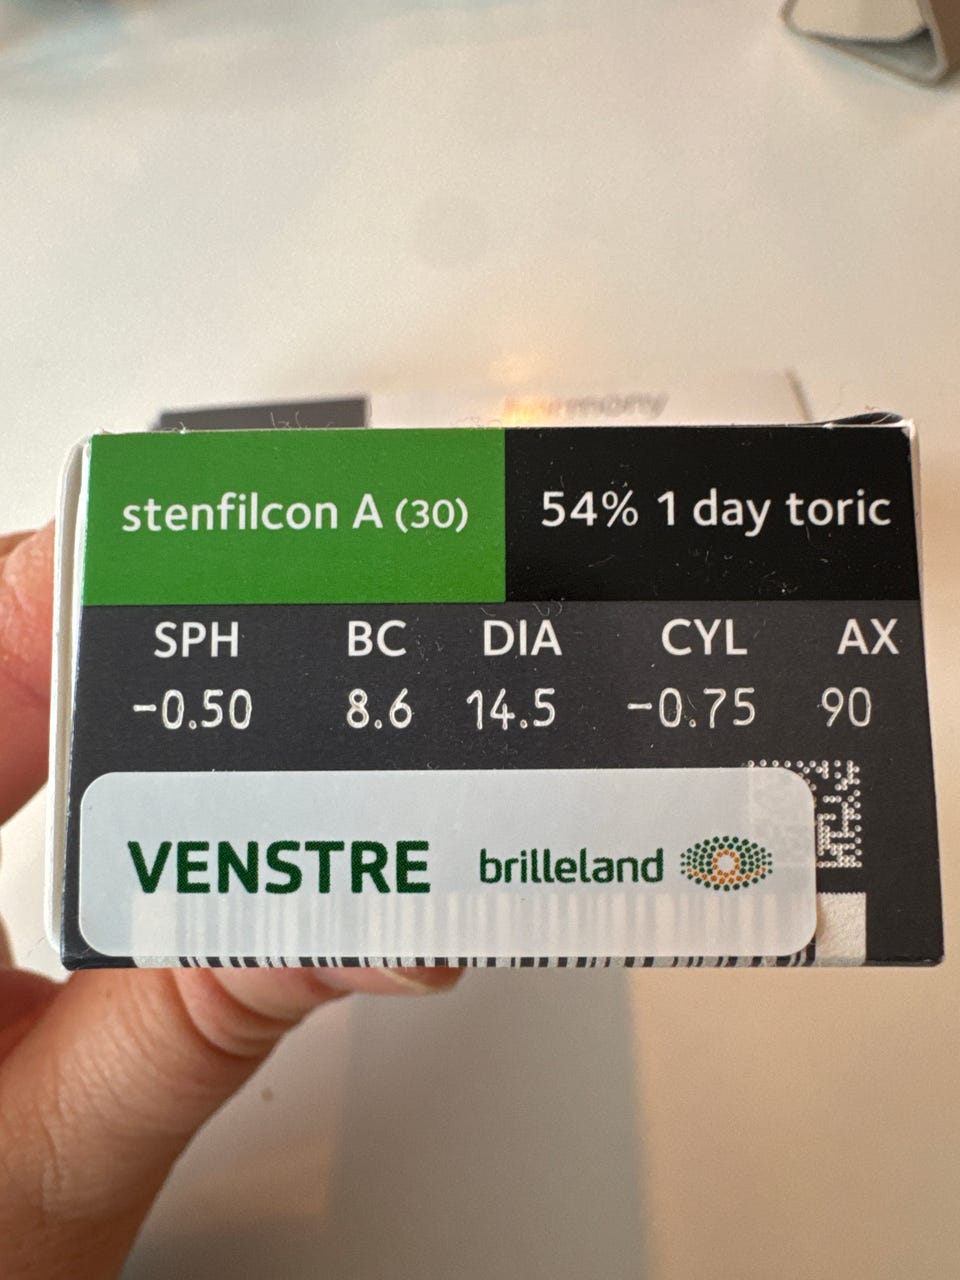 harmony
stenfilcon A (30) 54% 1 day toric
SPH BC DIA CYL AX
-0.50 8.6 14.5 -0.75 90
VENSTRE brilleland